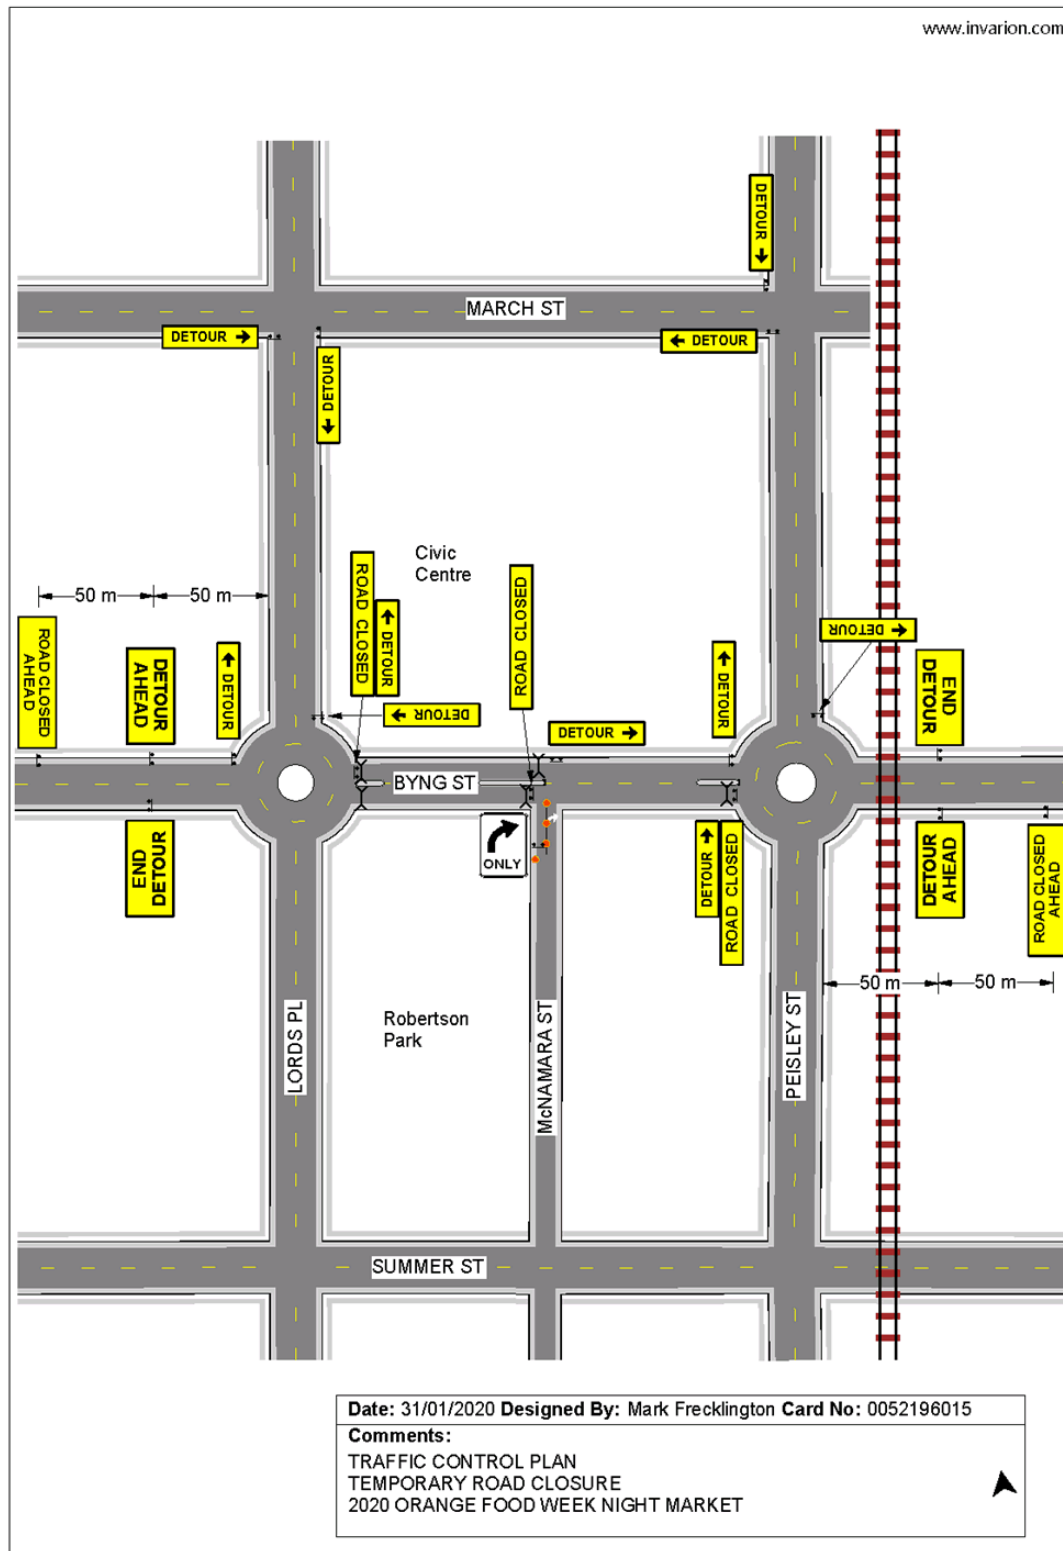 www.invarion.com
DETOUR
MARCH ST
DETOUR
DETOUR
DETOUR
Civic
Centre
50 m
50 m
ROAD CLOSED
AHEAD
DETOUR
AHEAD
DETOUR
ROAD CLOSED
DETOUR
ROAD CLOSED
DETOUR
DETOUR
DETOUR
DETOUR
END
DETOUR
BYNG ST
END
DETOUR
ONLY
DETOUR
ROAD CLOSED
DETOUR
AHEAD
ROAD CLOSED
AHEAD
50 m
50 m
LORDS PL
Robertson
Park
McNAMARA ST
PEISLEY ST
SUMMER ST
Date: 31/01/2020 Designed By: Mark Frecklington Card No: 0052196015
Comments:
TRAFFIC CONTROL PLAN
TEMPORARY ROAD CLOSURE
2020 ORANGE FOOD WEEK NIGHT MARKET